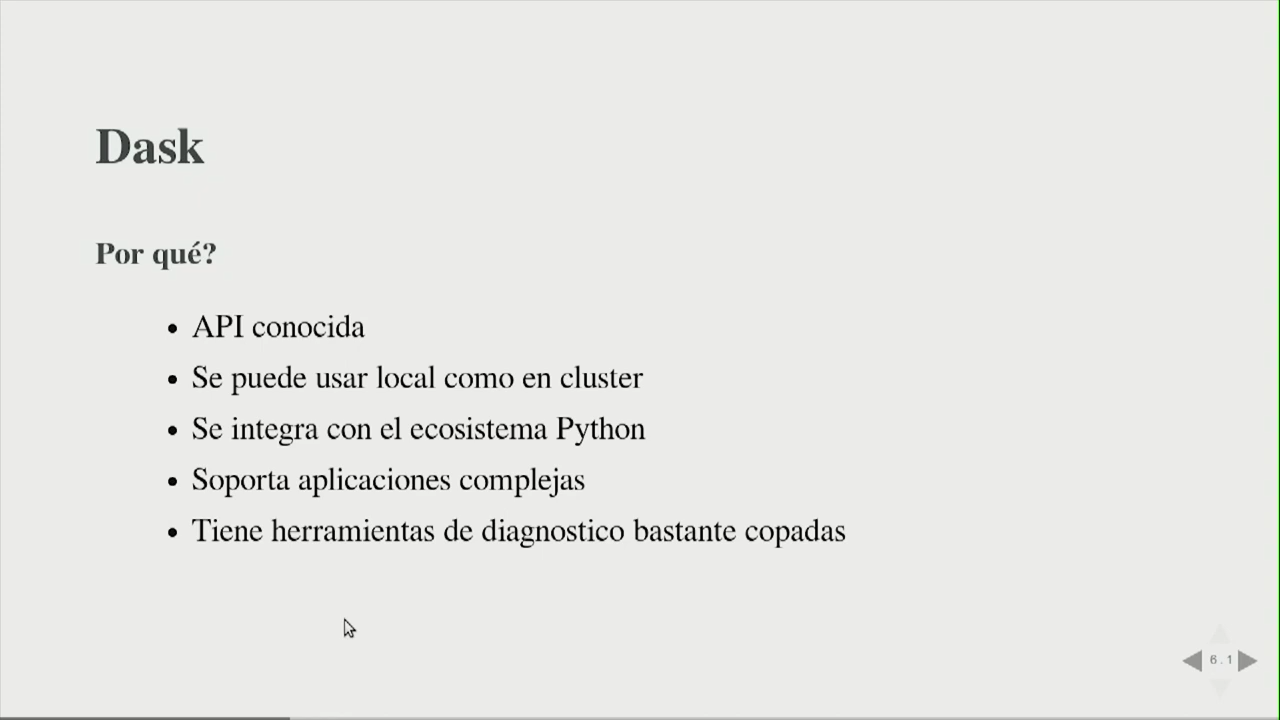 Dask
Por qué?
API conocida
Se puede usar local como en cluster
Se integra con el ecosistema Python
Soporta aplicaciones complejas
Tiene herramientas de diagnostico bastante copadas
6.1